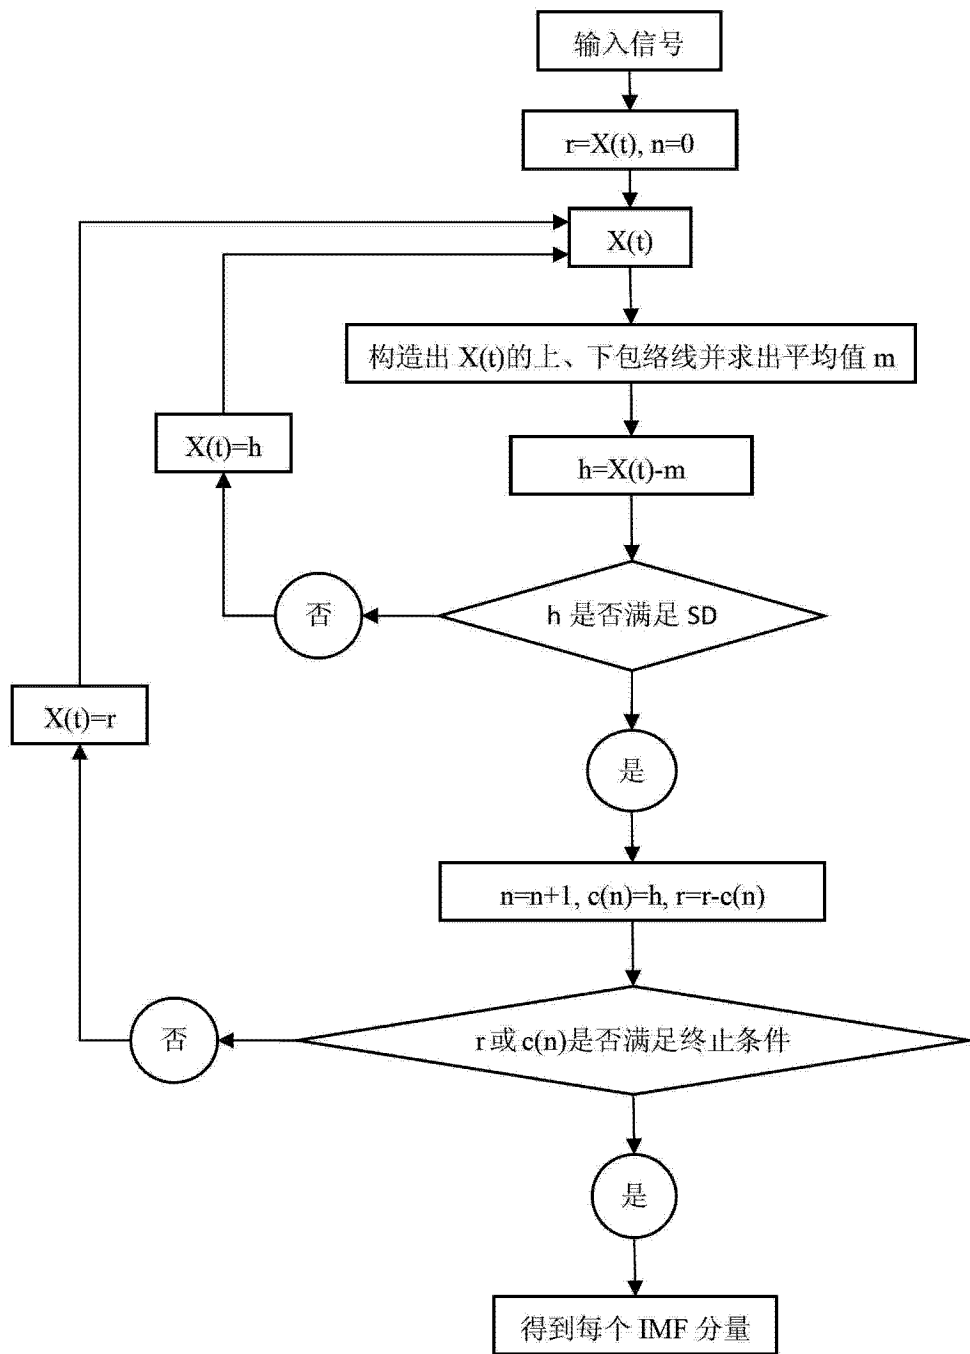 输入信号
r=X(t), n=0
X(t)
构造出 X(t)的上、下包络线并求出平均值 m
X(t)=h
h=X(t)-m
否
h 是否满足 SD
X(t)=r
是
n=n+1, c(n)=h, r=r-c(n)
否
r 或 c(n)是否满足终止条件
是
得到每个 IMF 分量